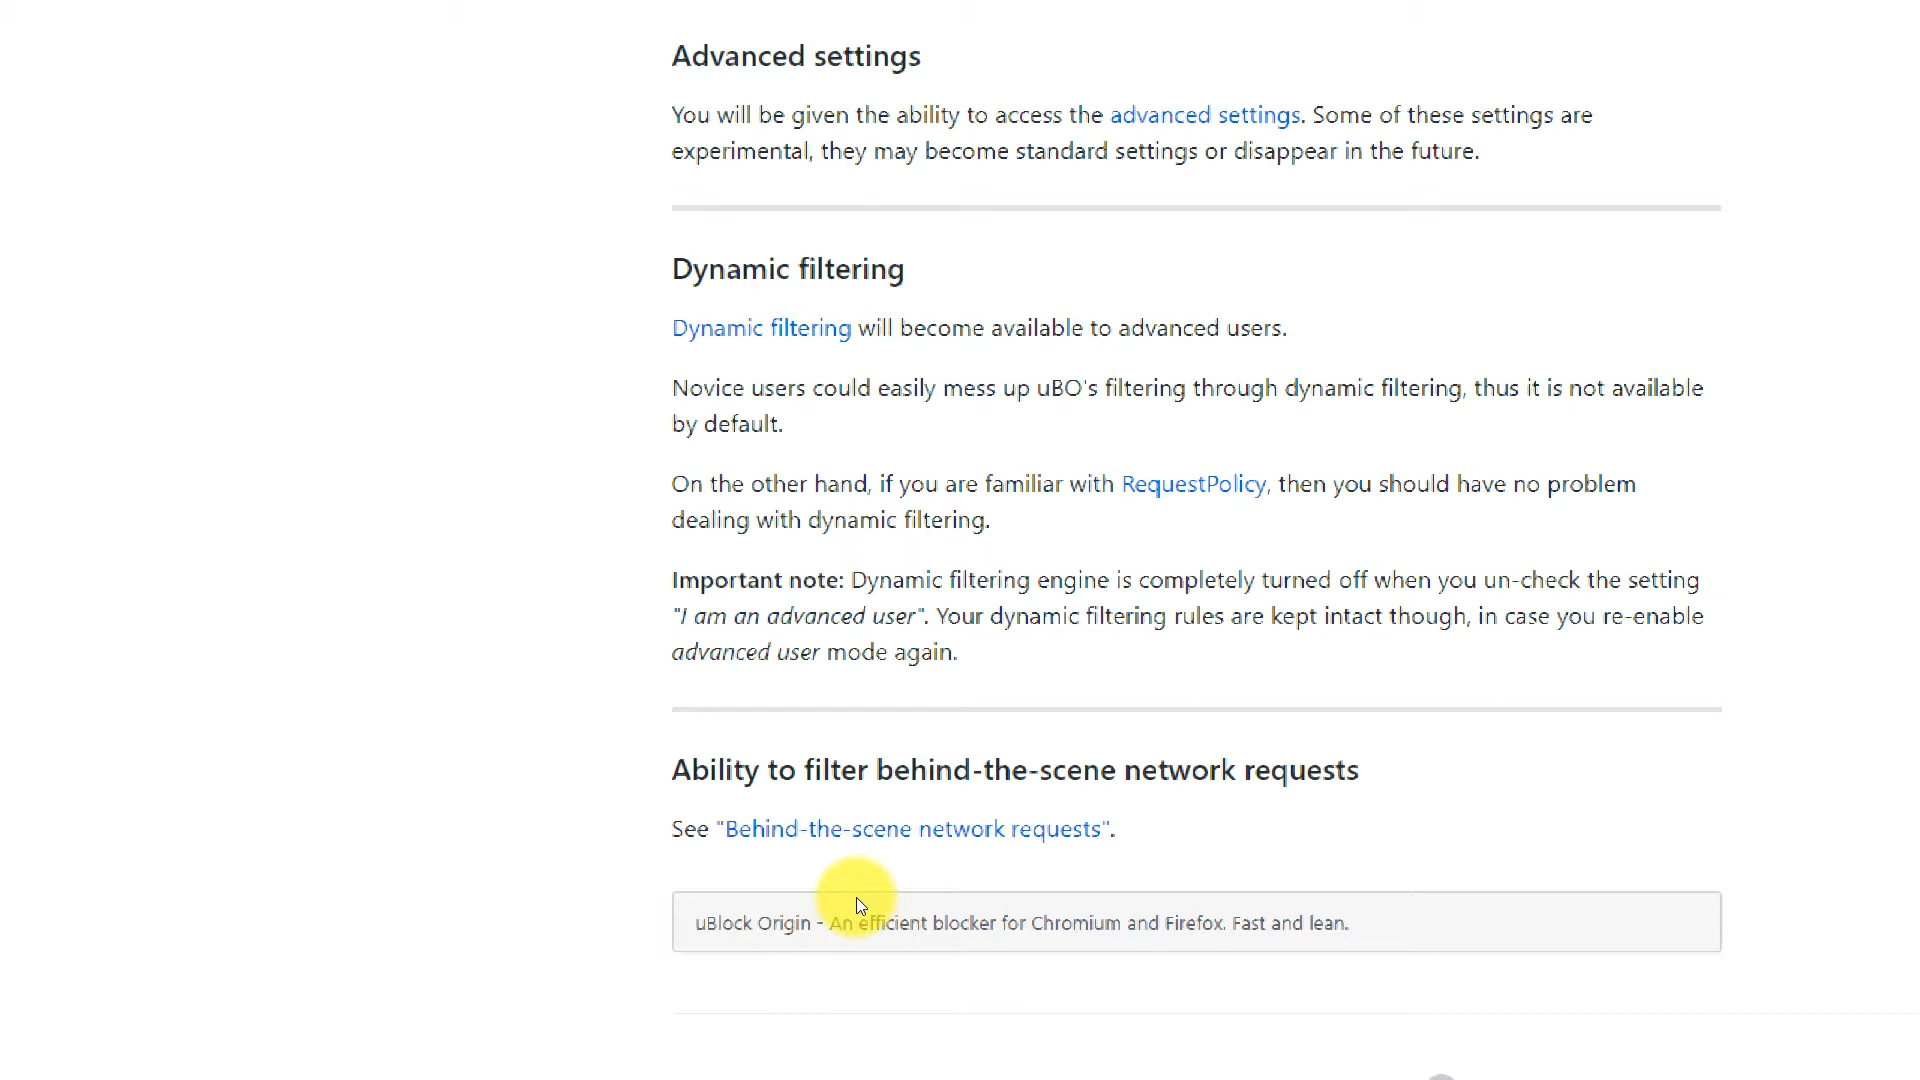 Advanced settings
You will be given the ability to access the advanced settings. Some of these settings are
experimental, they may become standard settings or disappear in the future.
Dynamic filtering
Dynamic filtering will become available to advanced users.
Novice users could easily mess up uBO's filtering through dynamic filtering, thus it is not available
by default.
On the other hand, if you are familiar with RequestPolicy, then you should have no problem
dealing with dynamic filtering.
Important note: Dynamic filtering engine is completely turned off when you un-check the setting
"I am an advanced user". Your dynamic filtering rules are kept intact though, in case you re-enable
advanced user mode again.
Ability to filter behind-the-scene network requests
See "Behind-the-scene network requests".
uBlock Origin - An efficient blocker for Chromium and Firefox. Fast and lean.